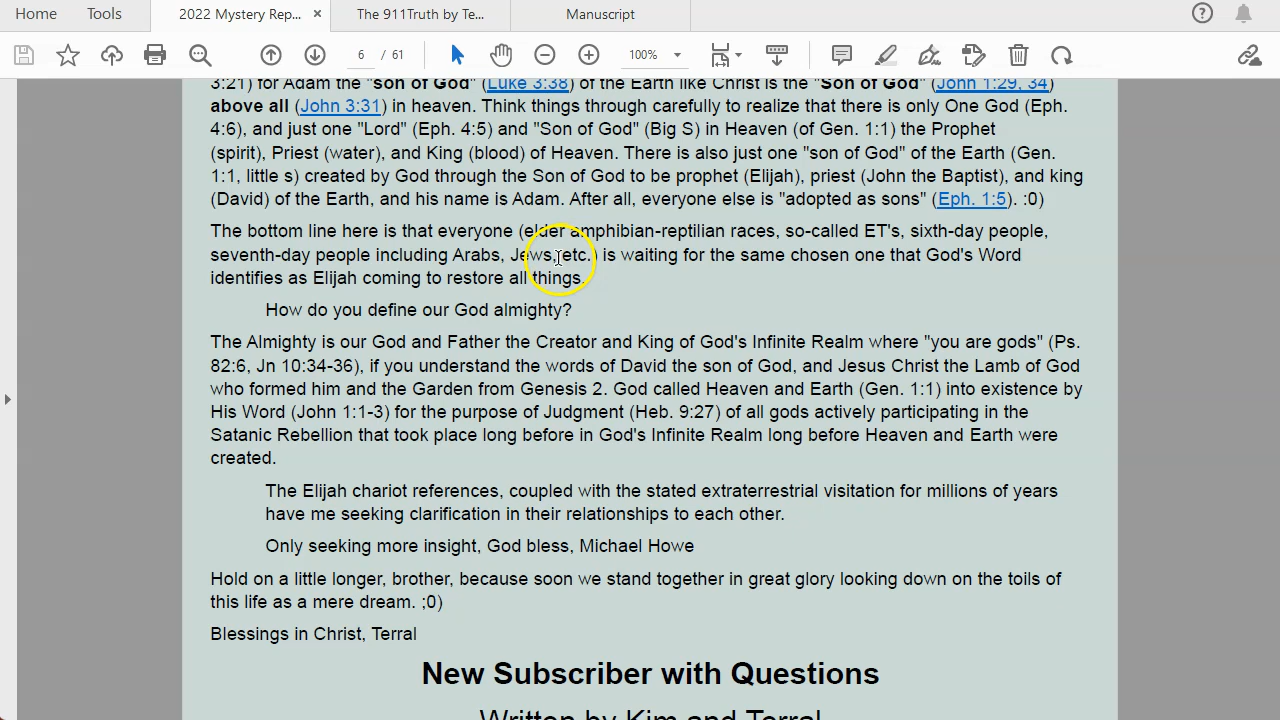 Home Tools 2022 Mystery Rep... × The 911Truth by Te... Manuscript
6 / 61 100%
3:21) for Adam the "son of God" (Luke 3:38) of the Earth like Christ is the "Son of God" (John 1:29, 34)
above all (John 3:31) in heaven. Think things through carefully to realize that there is only One God (Eph.
4:6), and just one "Lord" (Eph. 4:5) and "Son of God" (Big S) in Heaven (of Gen. 1:1) the Prophet
(spirit), Priest (water), and King (blood) of Heaven. There is also just one "son of God" of the Earth (Gen.
1:1, little s) created by God through the Son of God to be prophet (Elijah), priest (John the Baptist), and king
(David) of the Earth, and his name is Adam. After all, everyone else is "adopted as sons" (Eph. 1:5). :0)
The bottom line here is that everyone (elder amphibian-reptilian races, so-called ET's, sixth-day people,
seventh-day people including Arabs, Jews, etc.) is waiting for the same chosen one that God's Word
identifies as Elijah coming to restore all things.
How do you define our God almighty?
The Almighty is our God and Father the Creator and King of God's Infinite Realm where "you are gods" (Ps.
82:6, Jn 10:34-36), if you understand the words of David the son of God, and Jesus Christ the Lamb of God
who formed him and the Garden from Genesis 2. God called Heaven and Earth (Gen. 1:1) into existence by
His Word (John 1:1-3) for the purpose of Judgment (Heb. 9:27) of all gods actively participating in the
Satanic Rebellion that took place long before in God's Infinite Realm long before Heaven and Earth were
created.
The Elijah chariot references, coupled with the stated extraterrestrial visitation for millions of years
have me seeking clarification in their relationships to each other.
Only seeking more insight, God bless, Michael Howe
Hold on a little longer, brother, because soon we stand together in great glory looking down on the toils of
this life as a mere dream. ;0)
Blessings in Christ, Terral
New Subscriber with Questions
Written by Kim and Terral